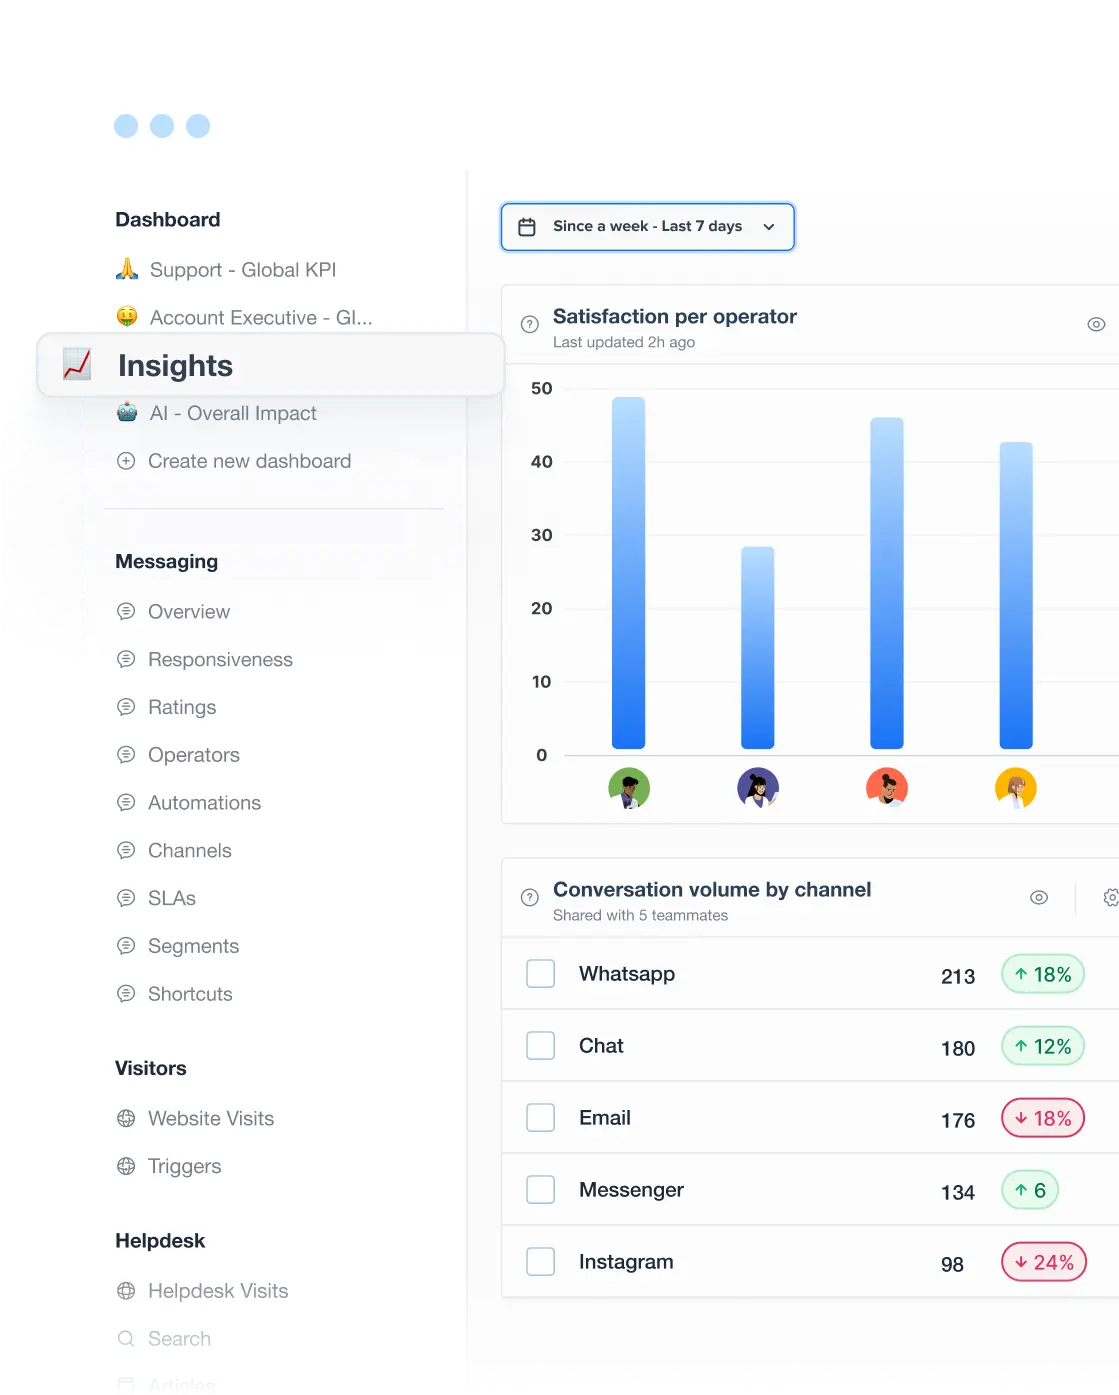 Dashboard
Support - Global KPI
Account Executive - Gl...
Insights
AI - Overall Impact
Create new dashboard
Messaging
Overview
Responsiveness
Ratings
Operators
Automations
Channels
SLAs
Segments
Shortcuts
Visitors
Website Visits
Triggers
Helpdesk
Helpdesk Visits
Search
Articles
Since a week - Last 7 days
Satisfaction per operator
Last updated 2h ago
50
40
30
20
10
0
Conversation volume by channel
Shared with 5 teammates
Whatsapp 213 ↑ 18%
Chat 180 ↑ 12%
Email 176 ↓ 18%
Messenger 134 ↑ 6
Instagram 98 ↓ 24%